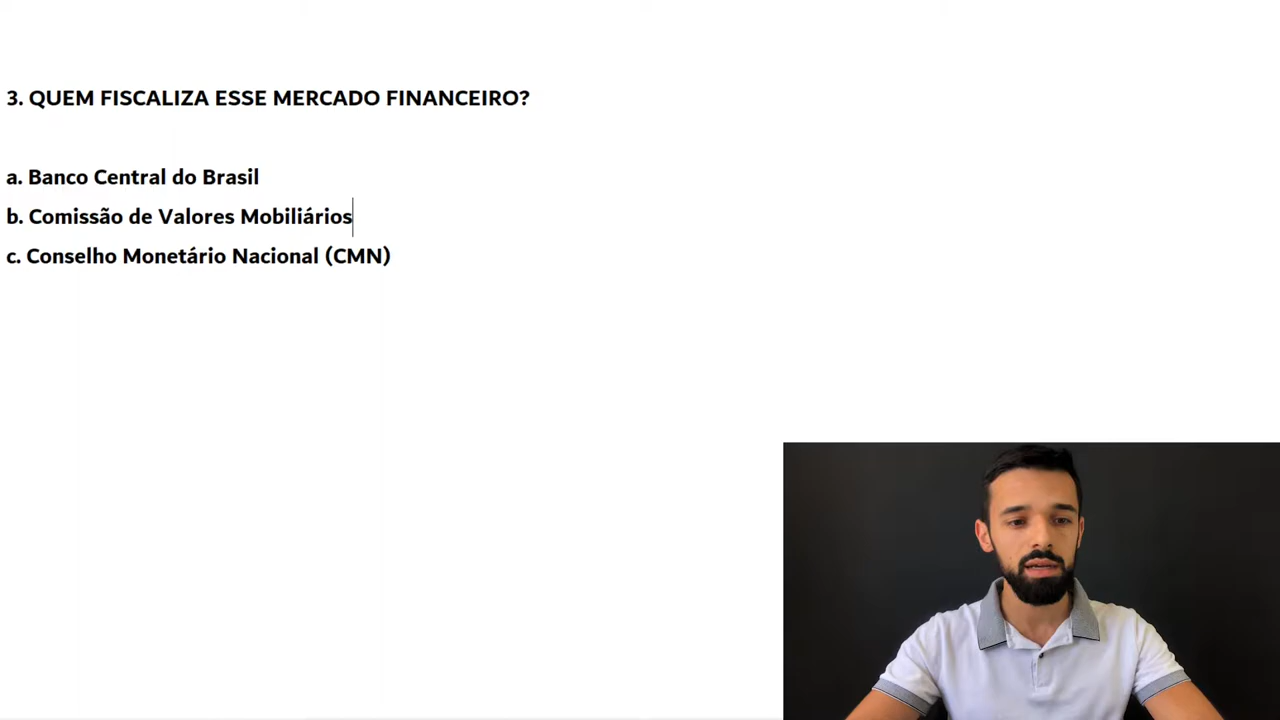 3. QUEM FISCALIZA ESSE MERCADO FINANCEIRO?
a. Banco Central do Brasil
b. Comissão de Valores Mobiliários
c. Conselho Monetário Nacional (CMN)